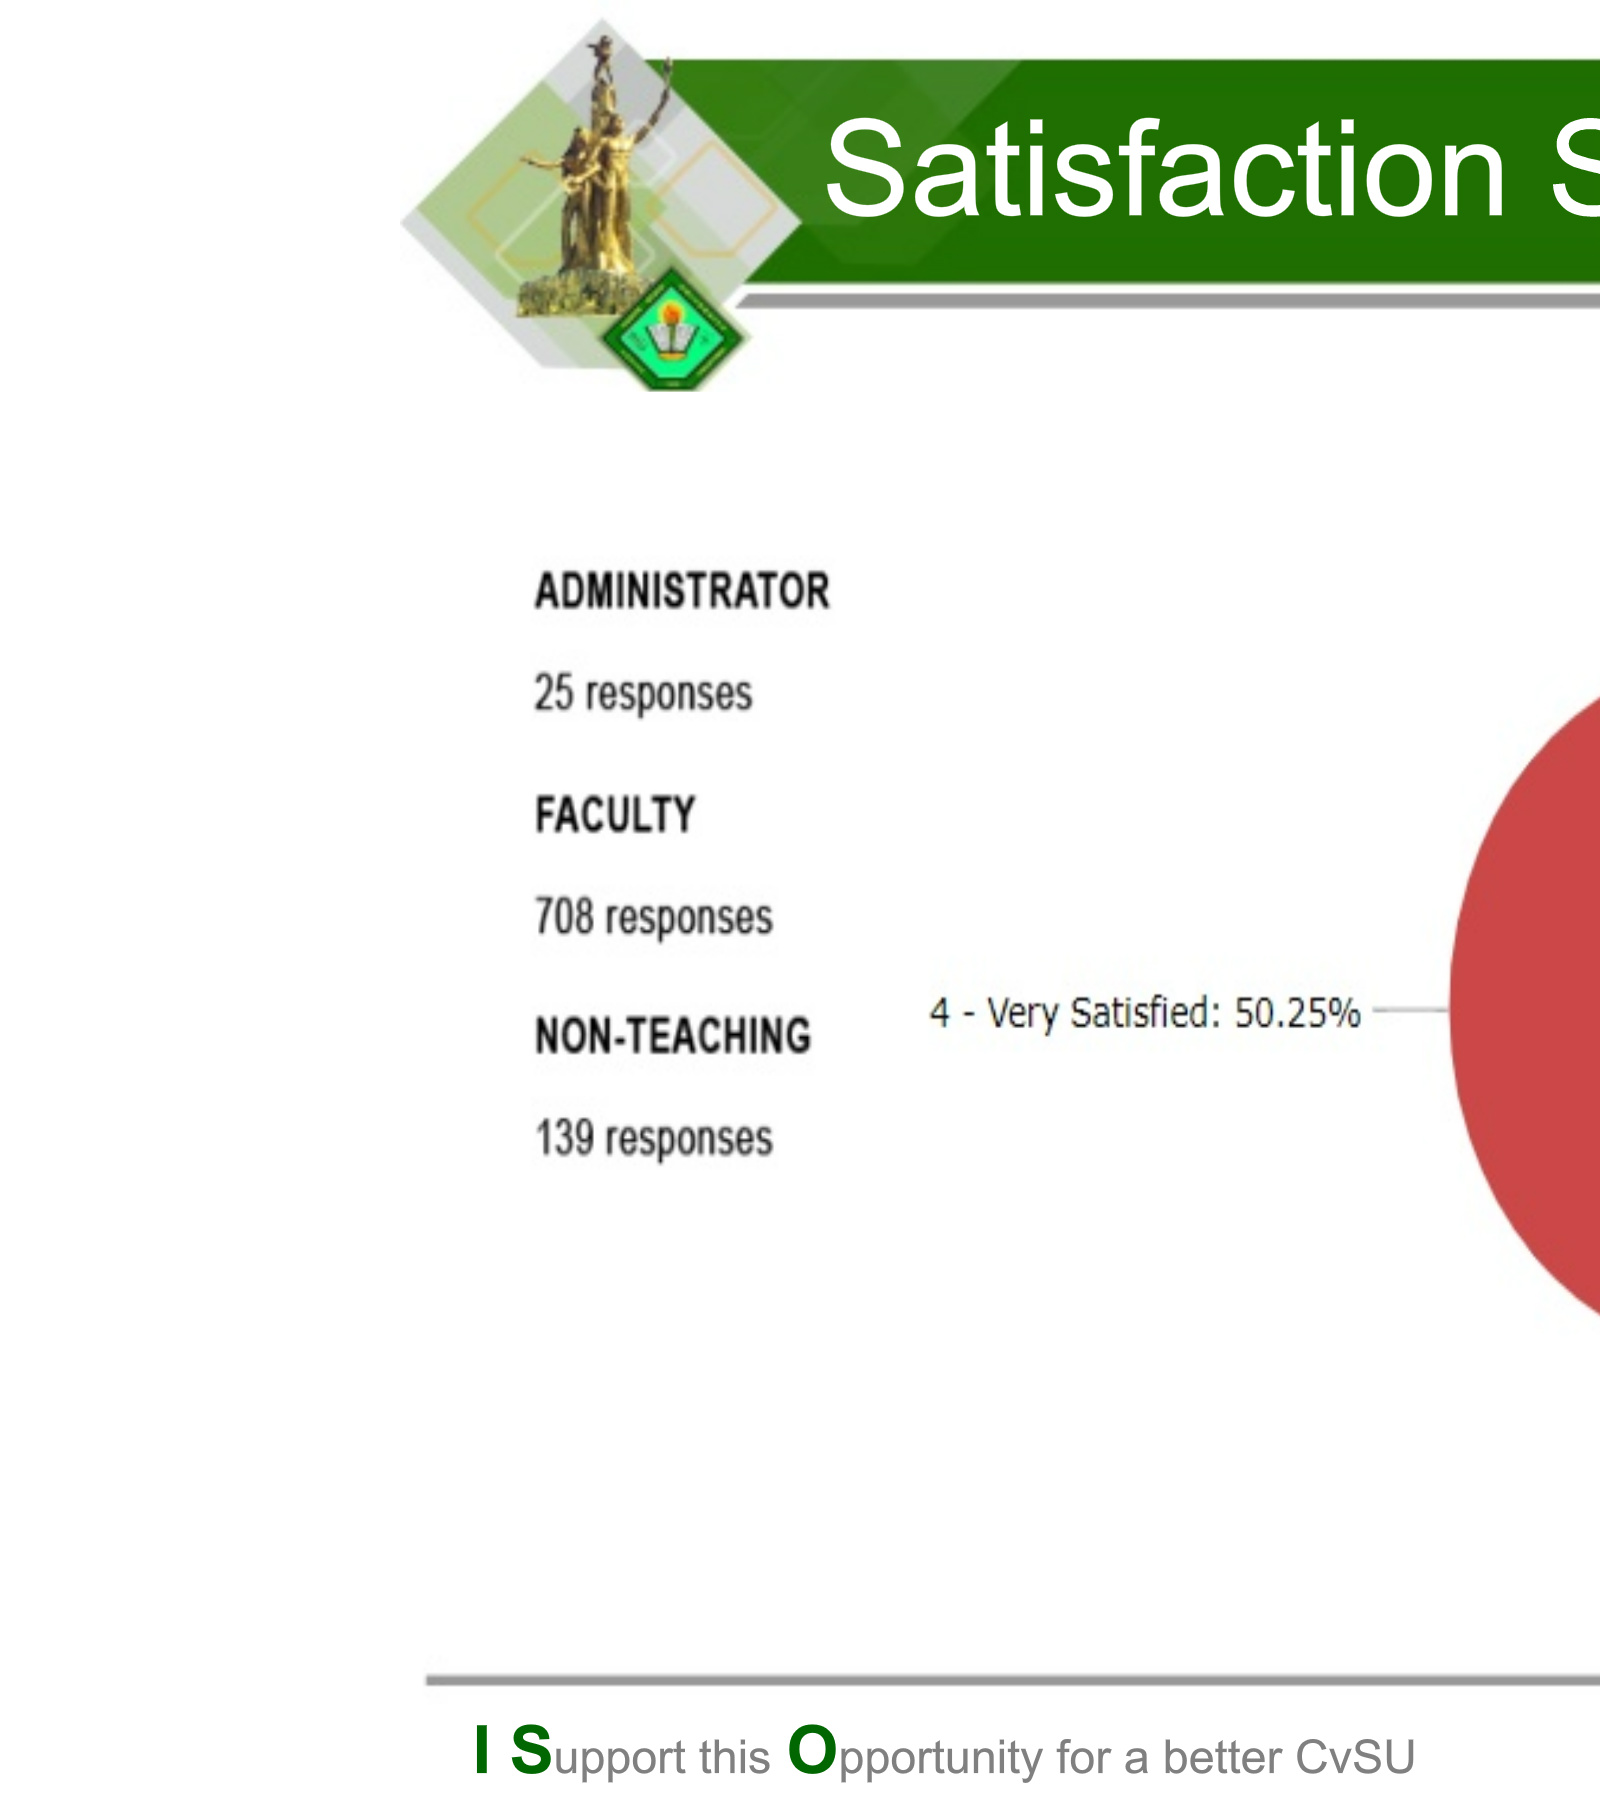 Satisfaction S
ADMINISTRATOR
25 responses
FACULTY
708 responses
NON-TEACHING
139 responses
4 - Very Satisfied: 50.25%
I Support this Opportunity for a better CvSU